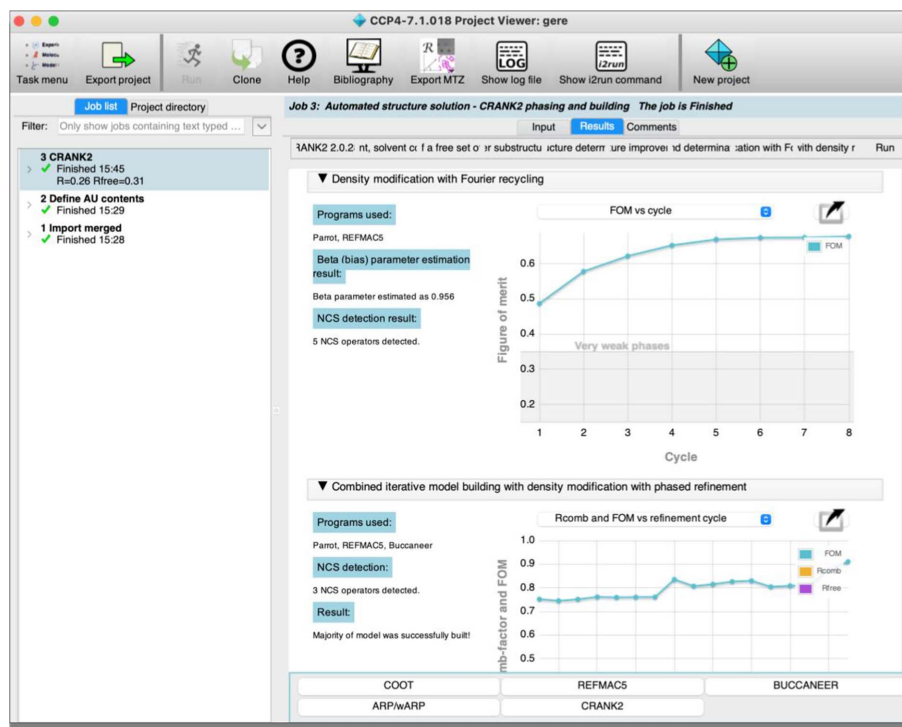 CCP4-7.1.018 Project Viewer: gere
Task menu
Export project
Run
Clone
Help
Bibliography
Export MTZ
LOG
Show log file
i2run
Show i2run command
New project
Job list
Project directory
Filter:
Only show jobs containing text typed ...
3 CRANK2
Finished 15:45
R=0.26 Rfree=0.31
2 Define AU contents
Finished 15:29
1 Import merged
Finished 15:28
Job 3: Automated structure solution - CRANK2 phasing and building The job is Finished
Input
Results
Comments
Run
▼ Density modification with Fourier recycling
Programs used:
Parrot, REFMAC5
Beta (bias) parameter estimation
result:
Beta parameter estimated as 0.956
NCS detection result:
5 NCS operators detected.
FOM vs cycle
FOM
Figure of merit
0.6
0.5
0.4
Very weak phases
0.3
0.2
1 2 3 4 5 6 7 8
Cycle
▼ Combined iterative model building with density modification with phased refinement
Programs used:
Parrot, REFMAC5, Buccaneer
NCS detection:
3 NCS operators detected.
Result:
Majority of model was successfully built!
Rcomb and FOM vs refinement cycle
1.0
0.9
0.8
0.7
0.6
0.5
mb-factor and FOM
FOM
Rcomb
Rfree
COOT
REFMAC5
BUCCANEER
ARP/wARP
CRANK2